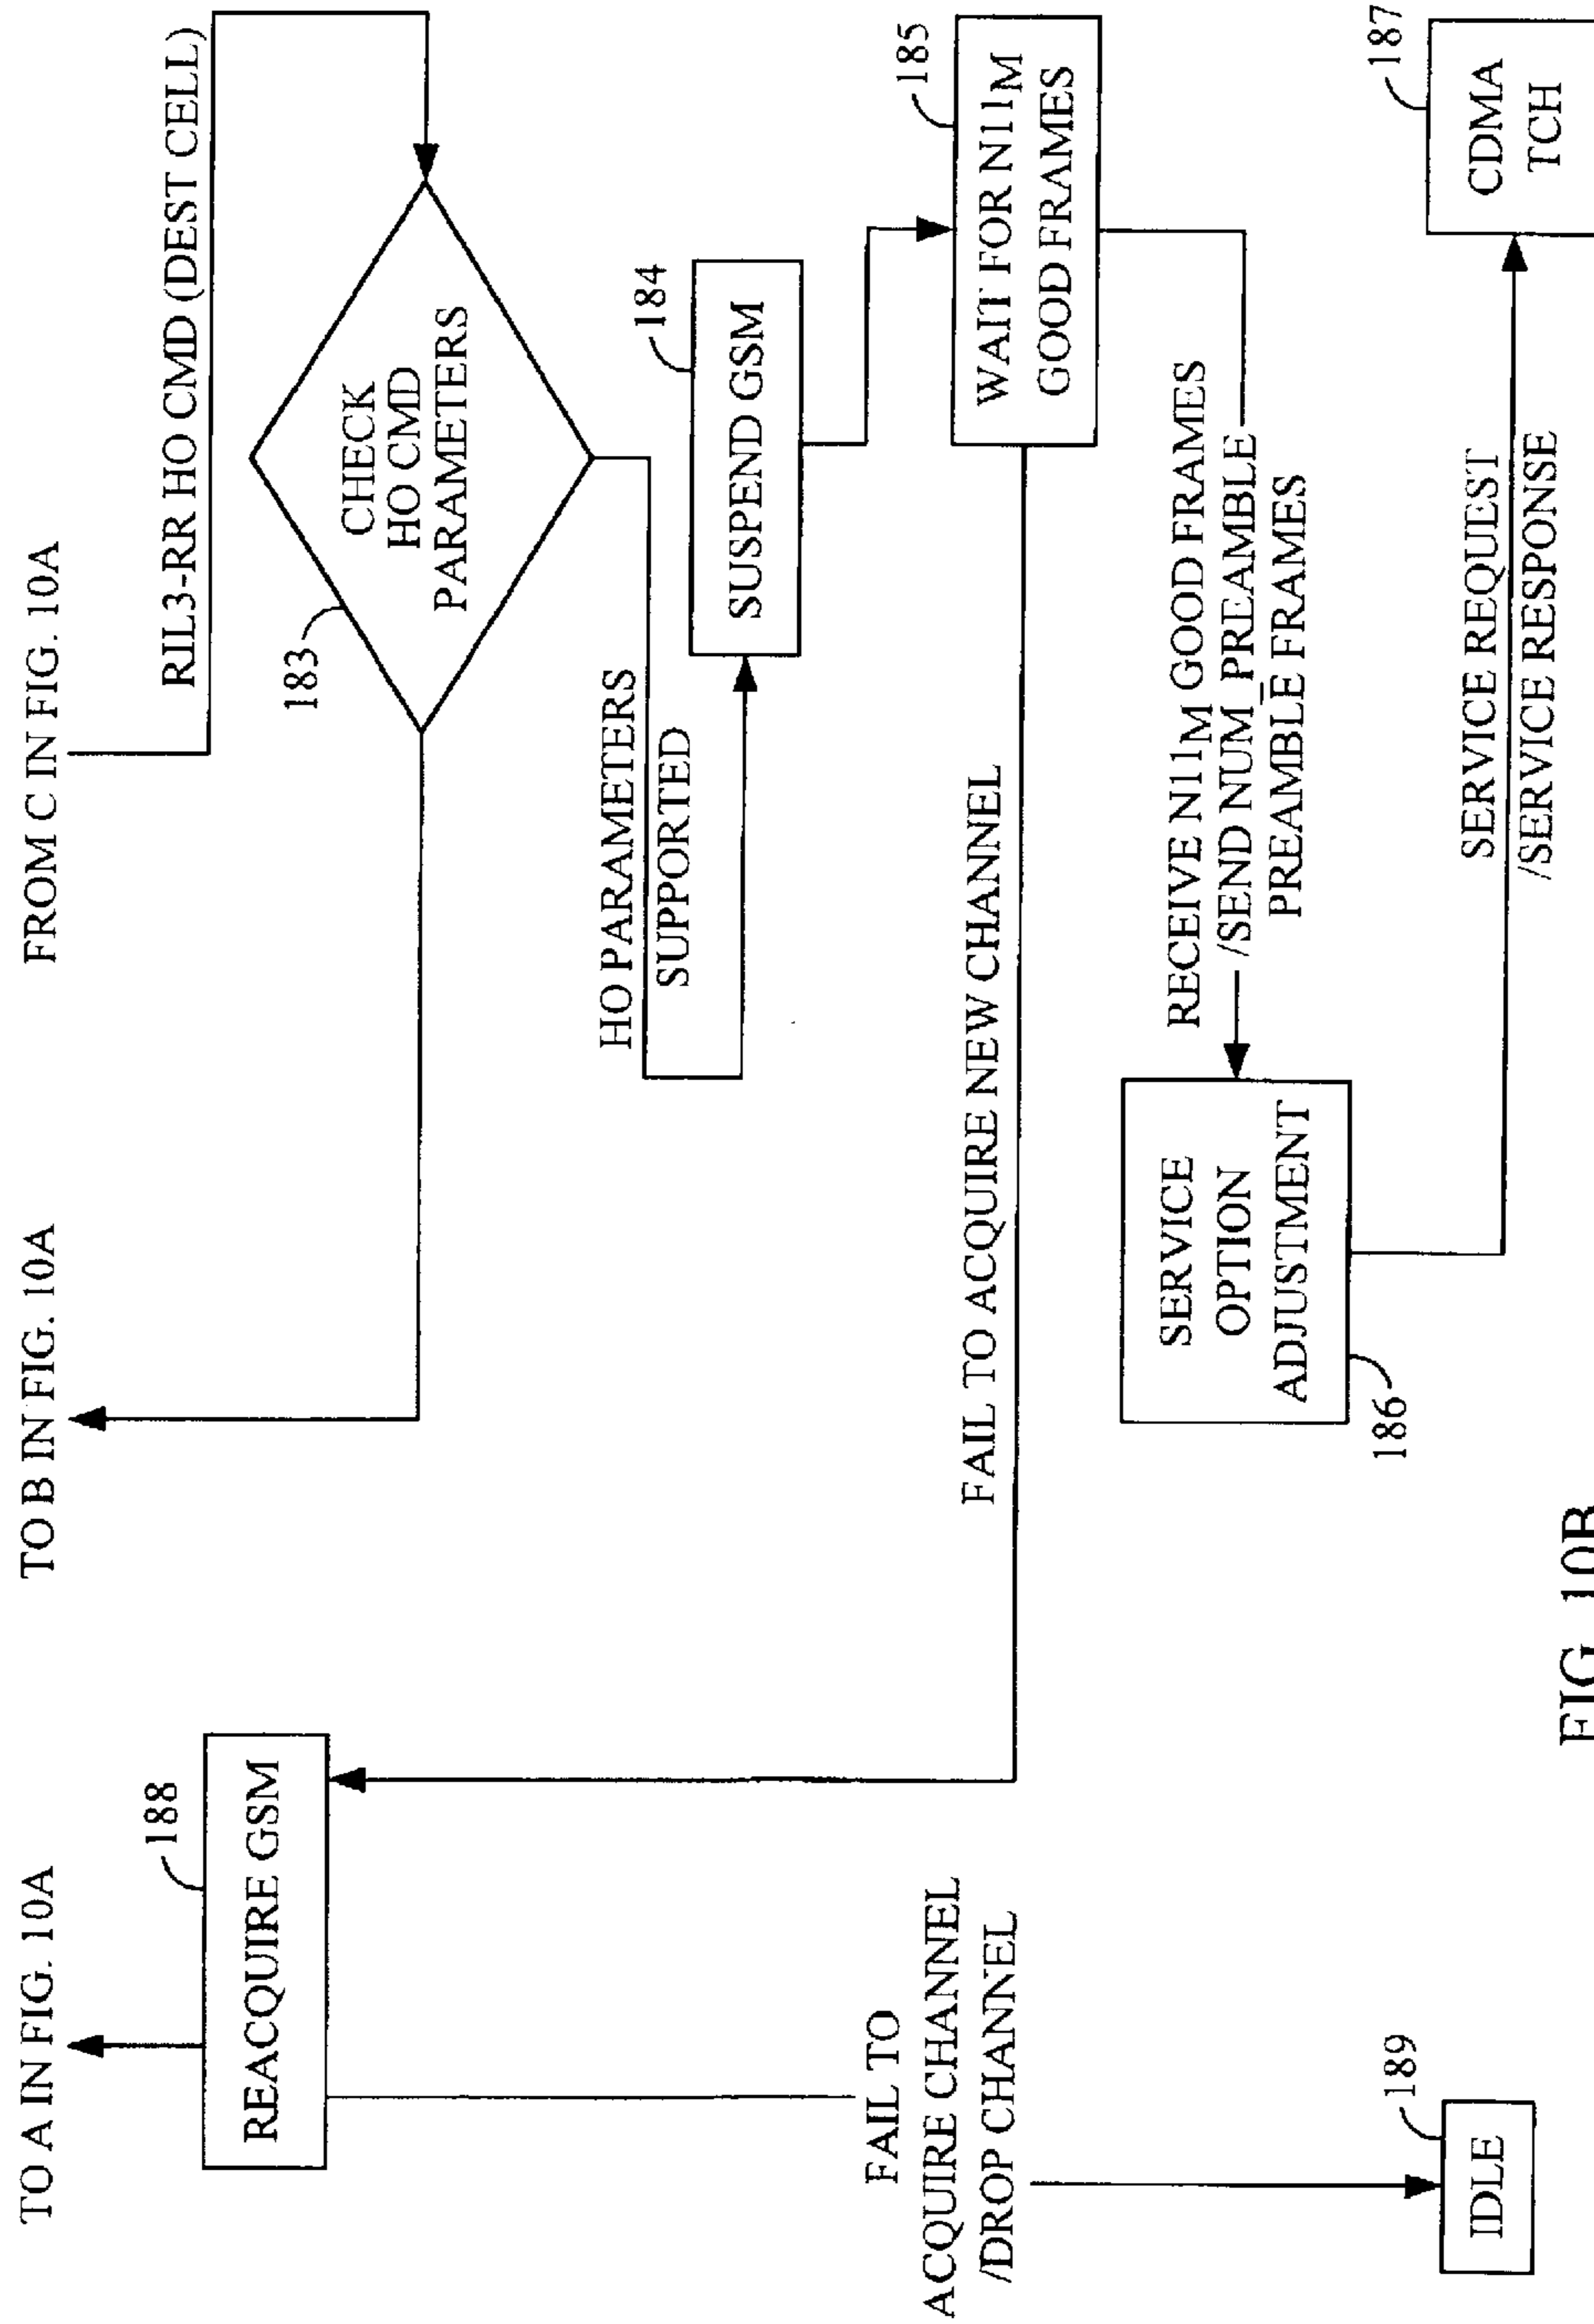 TO A IN FIG. 10A
TO B IN FIG. 10A
FROM C IN FIG. 10A
RIL3-RR HO CMD (DEST CELL)
188
REACQUIRE GSM
183
CHECK
HO CMD
PARAMETERS
HO PARAMETERS
SUPPORTED
184
SUSPEND GSM
FAIL TO
ACQUIRE CHANNEL
/DROP CHANNEL
FAIL TO ACQUIRE NEW CHANNEL
185
WAIT FOR N11M
GOOD FRAMES
RECEIVE N11M GOOD FRAMES
/SEND NUM_PREAMBLE
PREAMBLE FRAMES
SERVICE
OPTION
ADJUSTMENT
186
189
IDLE
SERVICE REQUEST
/SERVICE RESPONSE
187
CDMA
TCH
FIG. 10B